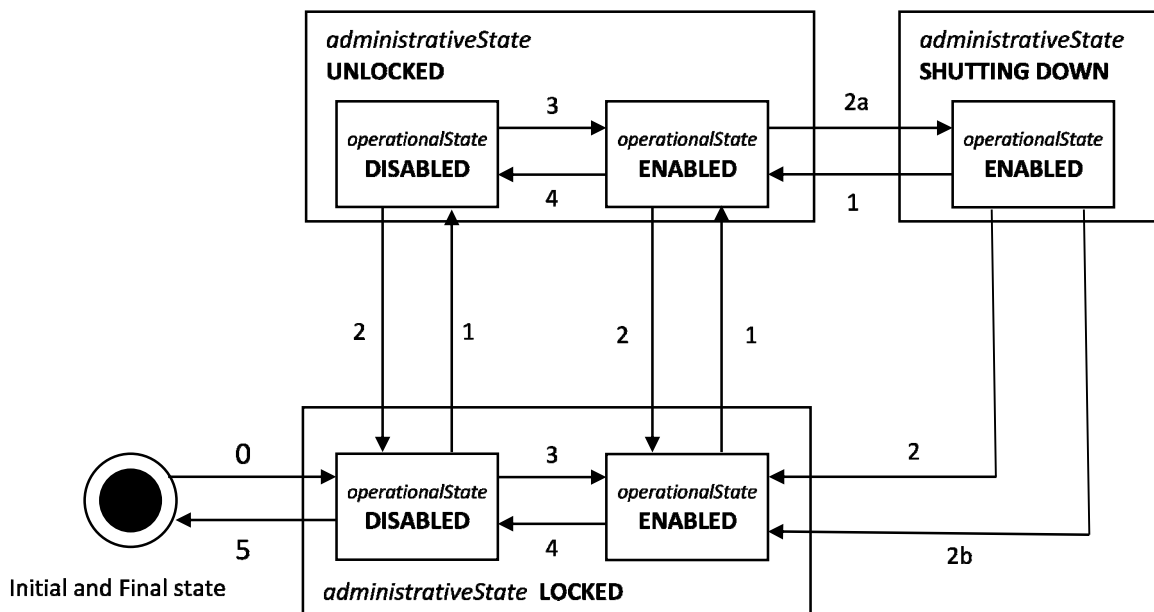 administrativeState
UNLOCKED
administrativeState
SHUTTING DOWN
3
2a
operationalState
DISABLED
operationalState
ENABLED
operationalState
ENABLED
4
1
2
1
2
1
0
3
2
operationalState
DISABLED
operationalState
ENABLED
5
4
2b
Initial and Final state
administrativeState LOCKED